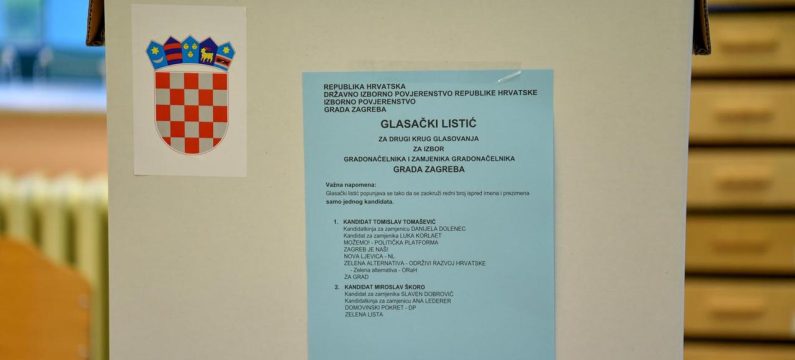 REPUBLIKA HRVATSKA
DRŽAVNO IZBORNO POVJERENSTVO REPUBLIKE HRVATSKE
IZBORNO POVJERENSTVO
GRADA ZAGREBA
GLASAČKI LISTIĆ
ZA DRUGI KRUG GLASOVANJA
ZA IZBOR
GRADONAČELNIKA I ZAMJENIKA GRADONAČELNIKA
GRADA ZAGREBA
Važna napomena:
Glasački listić popunjava se tako da se zaokruži redni broj ispred imena i prezimena
samo jednog kandidata.
1. KANDIDAT TOMISLAV TOMAŠEVIĆ
Kandidatkinja za zamjenicu DANIJELA DOLENEC
Kandidat za zamjenika LUKA KORLAET
MOŽEMO! - POLITIČKA PLATFORMA
ZAGREB JE NAŠ!
NOVA LJEVICA - NL
ZELENA ALTERNATIVA - ODRŽIVI RAZVOJ HRVATSKE
- Zelena alternativa - ORaH
ZA GRAD
2. KANDIDAT MIROSLAV ŠKORO
Kandidat za zamjenika SLAVEN DOBROVIĆ
Kandidatkinja za zamjenicu ANA LEDERER
DOMOVINSKI POKRET - DP
ZELENA LISTA